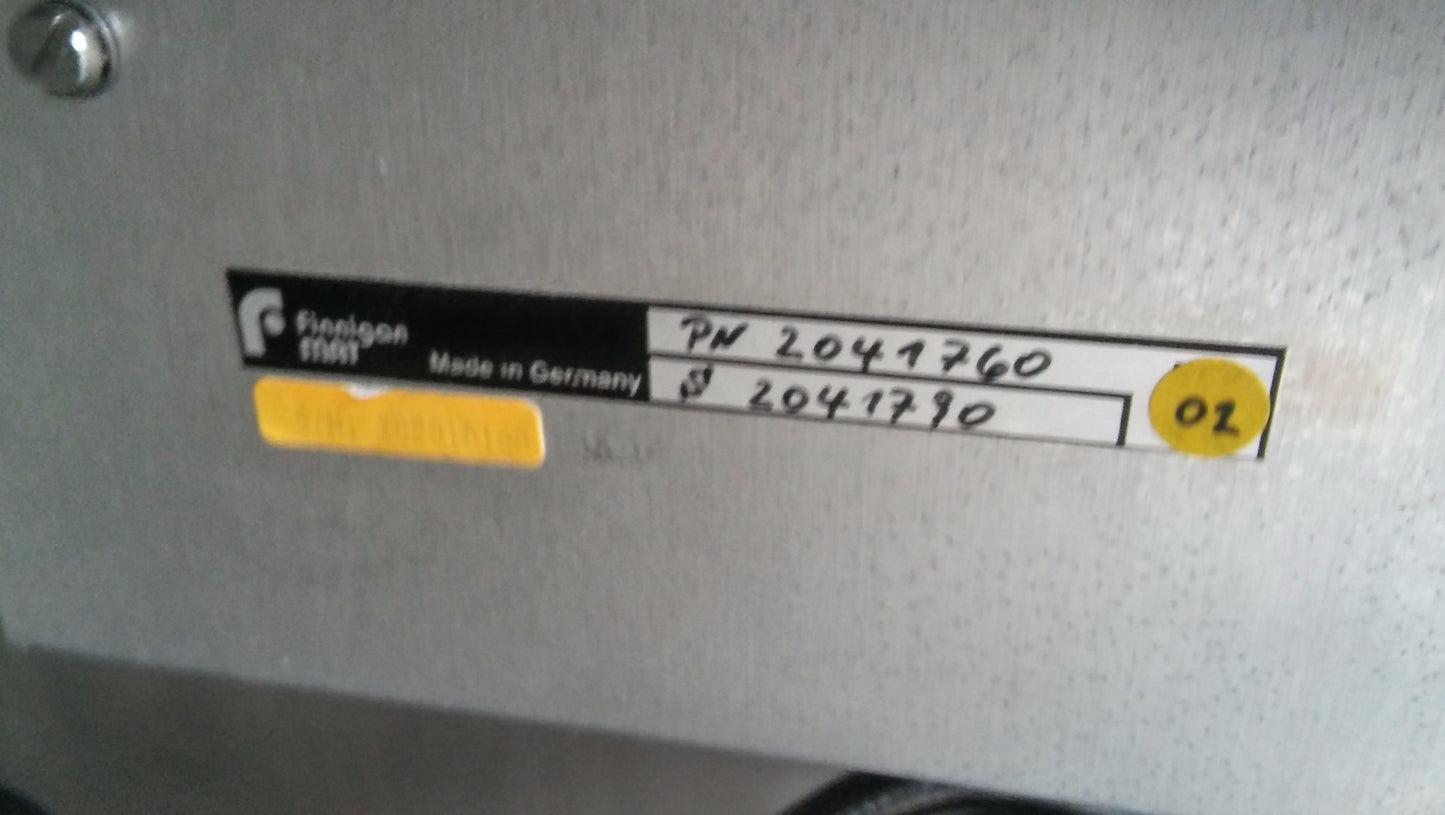 Finnigan
MAT
Made in Germany
PN 2041760
S 2041790
02